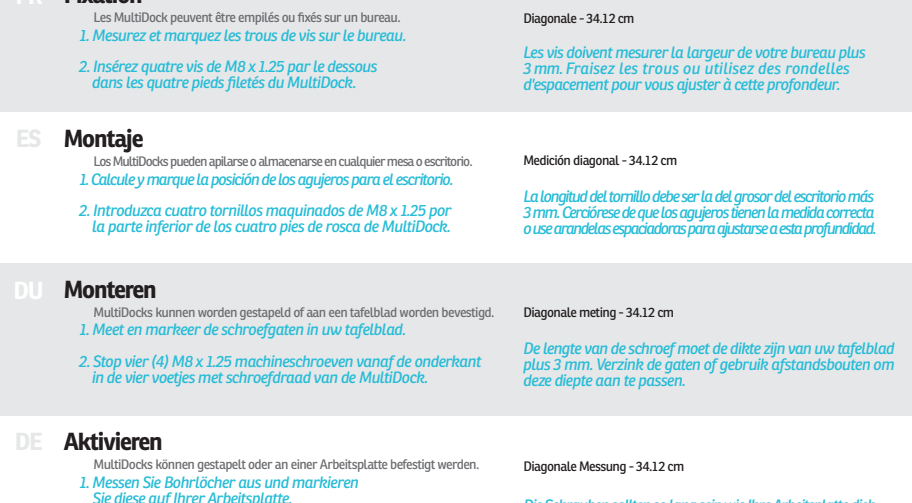 FR Fixation
Les MultiDock peuvent être empilés ou fixés sur un bureau.
1. Mesurez et marquez les trous de vis sur le bureau.
2. Insérez quatre vis de M8 x 1.25 par le dessous
dans les quatre pieds filetés du MultiDock.
Diagonale - 34.12 cm
Les vis doivent mesurer la largeur de votre bureau plus
3 mm. Fraisez les trous ou utilisez des rondelles
d'espacement pour vous ajuster à cette profondeur.
ES Montaje
Los MultiDocks pueden apilarse o almacenarse en cualquier mesa o escritorio.
1. Calcule y marque la posición de los agujeros para el escritorio.
2. Introduzca cuatro tornillos maquinados de M8 x 1.25 por
la parte inferior de los cuatro pies de rosca de MultiDock.
Medición diagonal - 34.12 cm
La longitud del tornillo debe ser la del grosor del escritorio más
3 mm. Cerciórese de que los agujeros tienen la medida correcta
o use arandelas espaciadoras para ajustarse a esta profundidad.
DU Monteren
MultiDocks kunnen worden gestapeld of aan een tafelblad worden bevestigd.
1. Meet en markeer de schroefgaten in uw tafelblad.
2. Stop vier (4) M8 x 1.25 machineschroeven vanaf de onderkant
in de vier voetjes met schroefdraad van de MultiDock.
Diagonale meting - 34.12 cm
De lengte van de schroef moet de dikte zijn van uw tafelblad
plus 3 mm. Verzink de gaten of gebruik afstandsbouten om
deze diepte aan te passen.
DE Aktivieren
MultiDocks können gestapelt oder an einer Arbeitsplatte befestigt werden.
1. Messen Sie Bohrlöcher aus und markieren
Sie diese auf Ihrer Arbeitsplatte.
Diagonale Messung - 34.12 cm
Die Schrauben sollten so lang sein wie Ihre Arbeitsplatte dick